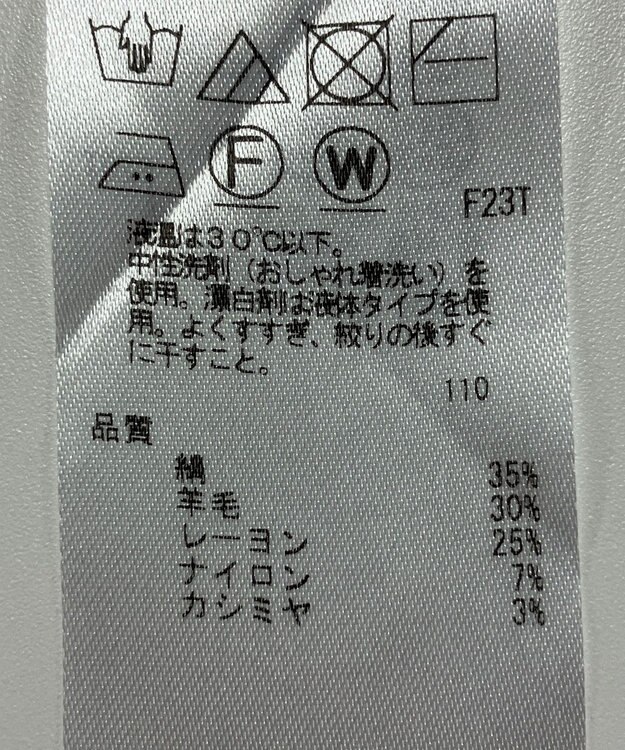 F
W
F23T
液温は30℃以下。
中性洗剤（おしゃれ着洗い）を
使用。漂白剤は液体タイプを使
用。よくすすぎ、絞りの後すぐ
に干すこと。
110
品質
綿 35%
羊毛 30%
レーヨン 25%
ナイロン 7%
カシミヤ 3%